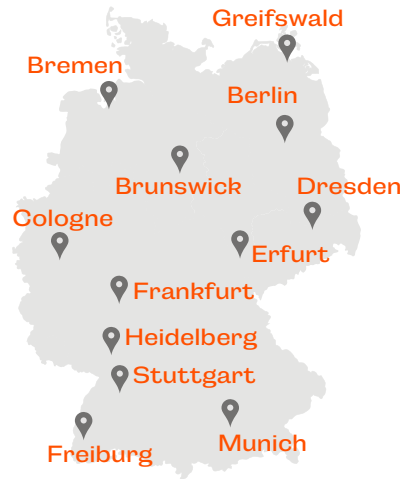 Greifswald
Bremen
Berlin
Brunswick
Dresden
Cologne
Erfurt
Frankfurt
Heidelberg
Stuttgart
Munich
Freiburg